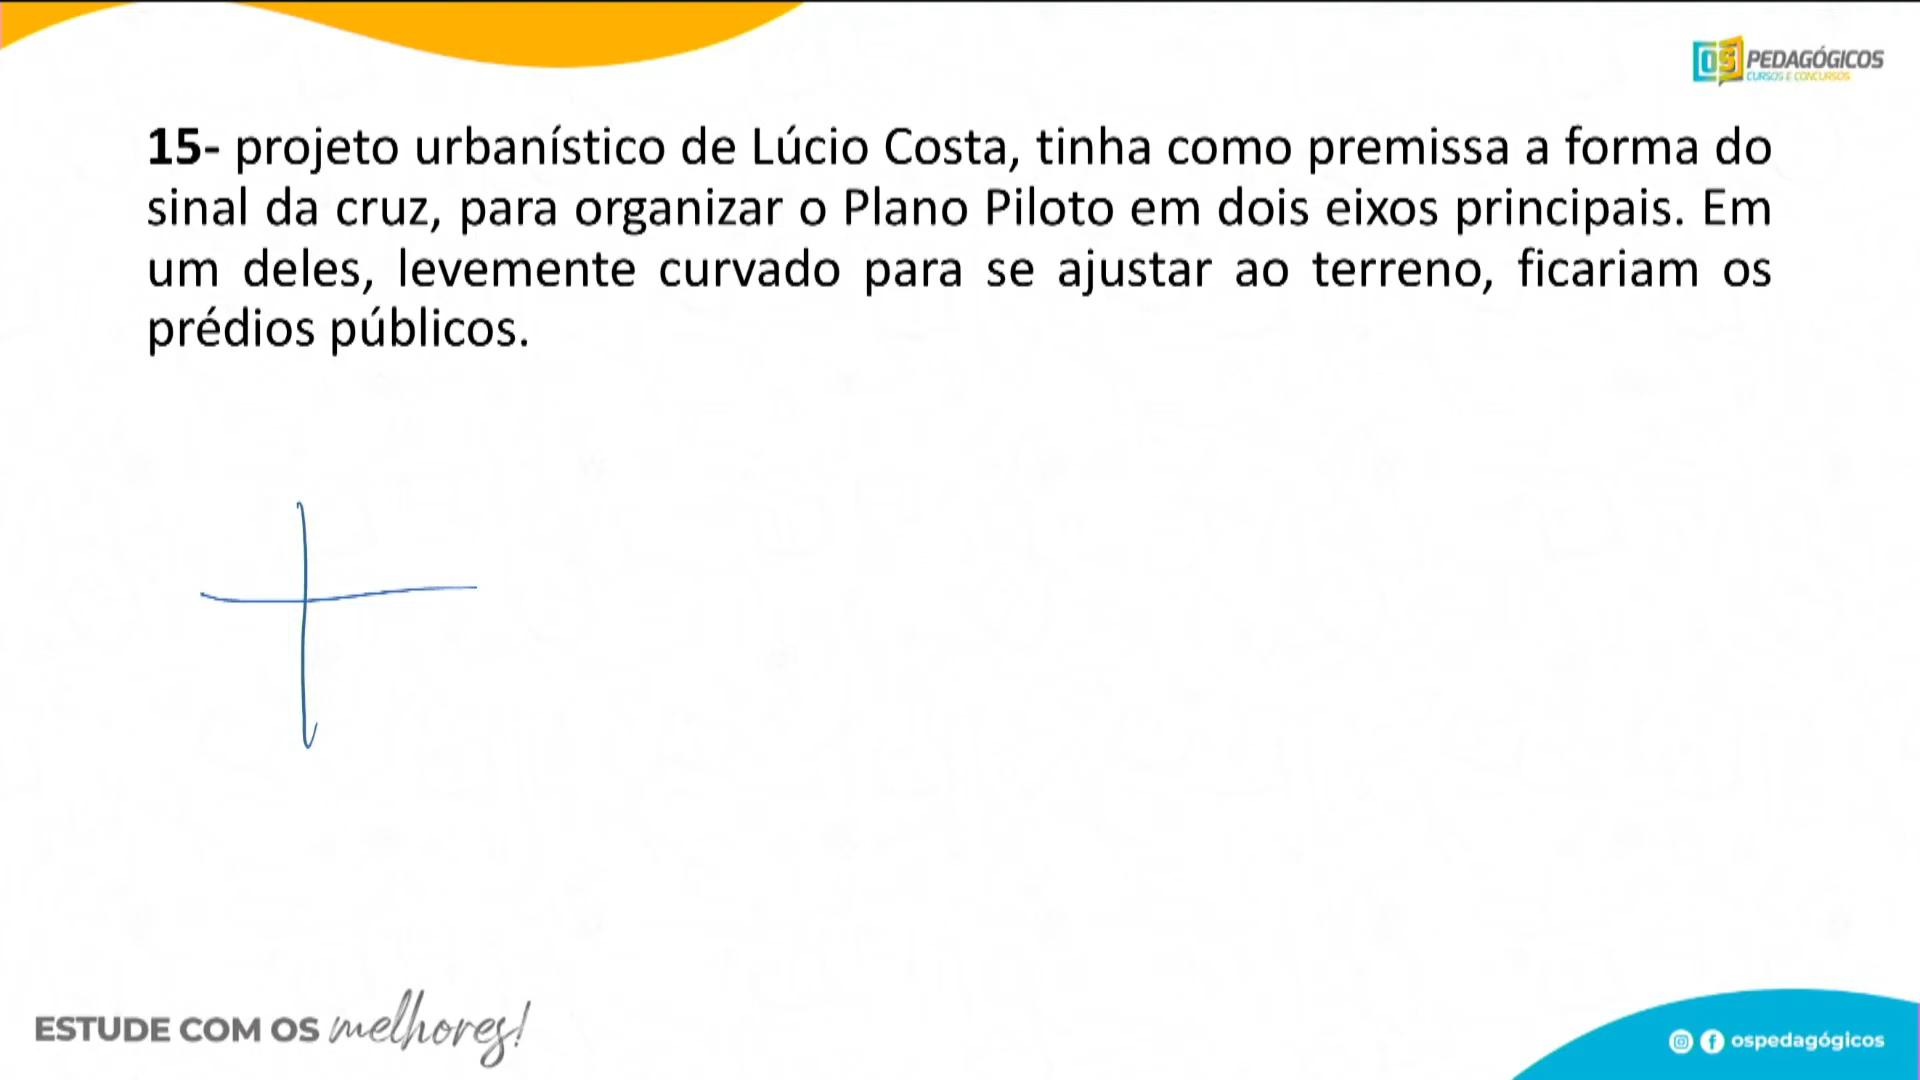 OS PEDAGÓGICOS
CURSOS E CONCURSOS
15- projeto urbanístico de Lúcio Costa, tinha como premissa a forma do
sinal da cruz, para organizar o Plano Piloto em dois eixos principais. Em
um deles, levemente curvado para se ajustar ao terreno, ficariam os
prédios públicos.
ESTUDE COM OS melhores!
ospedagógicos